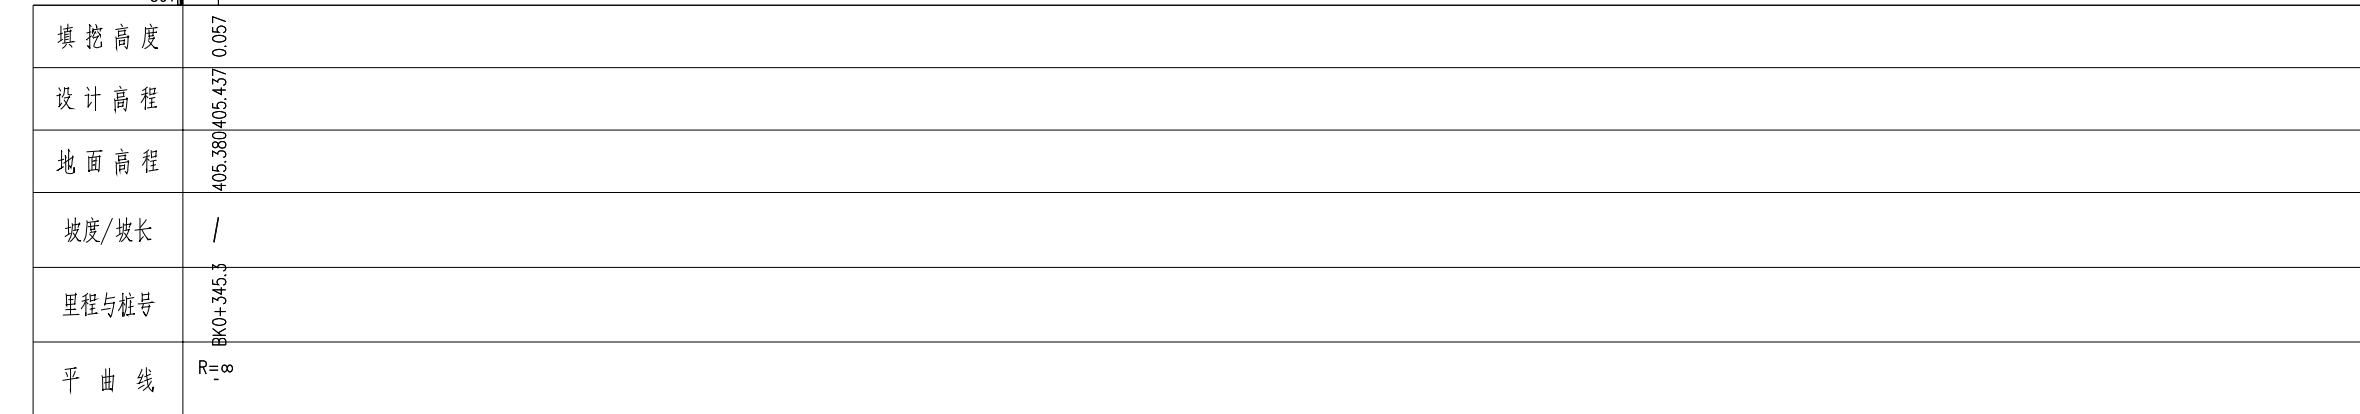 填挖高度 0.057
设计高程 405.437
地面高程 405.380
坡度/坡长 /
里程与桩号 BK0+345.3
平曲线 R=∞
-